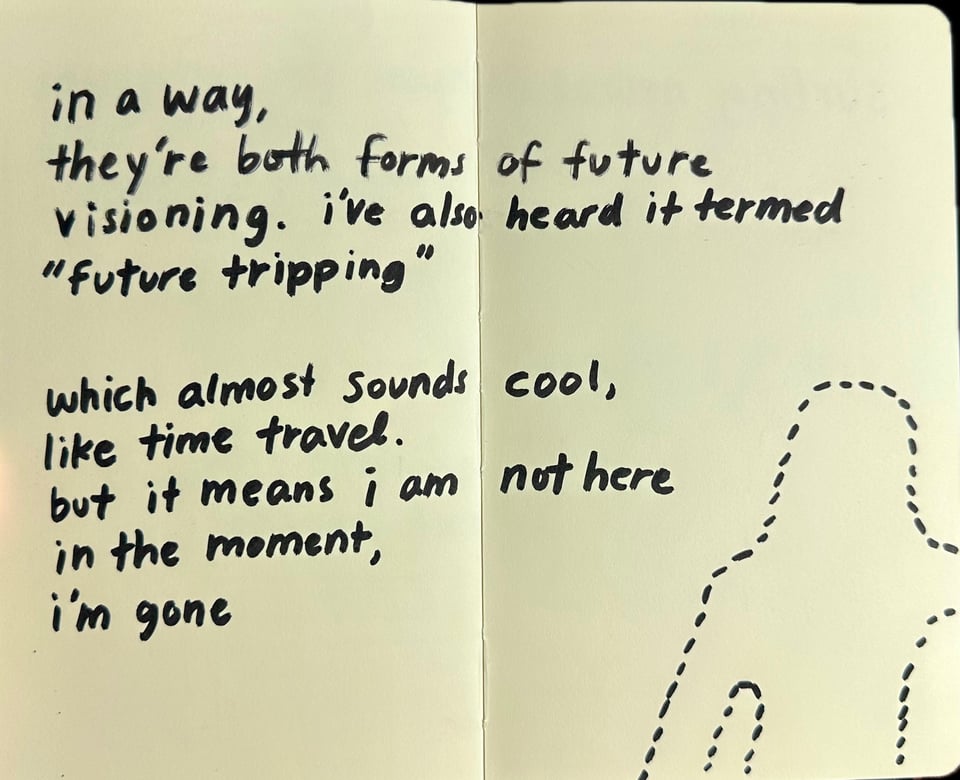 in a way,
they're both forms of future
visioning. i've also heard it termed
"future tripping"
which almost sounds cool,
like time travel.
but it means i am not here
in the moment,
i'm gone